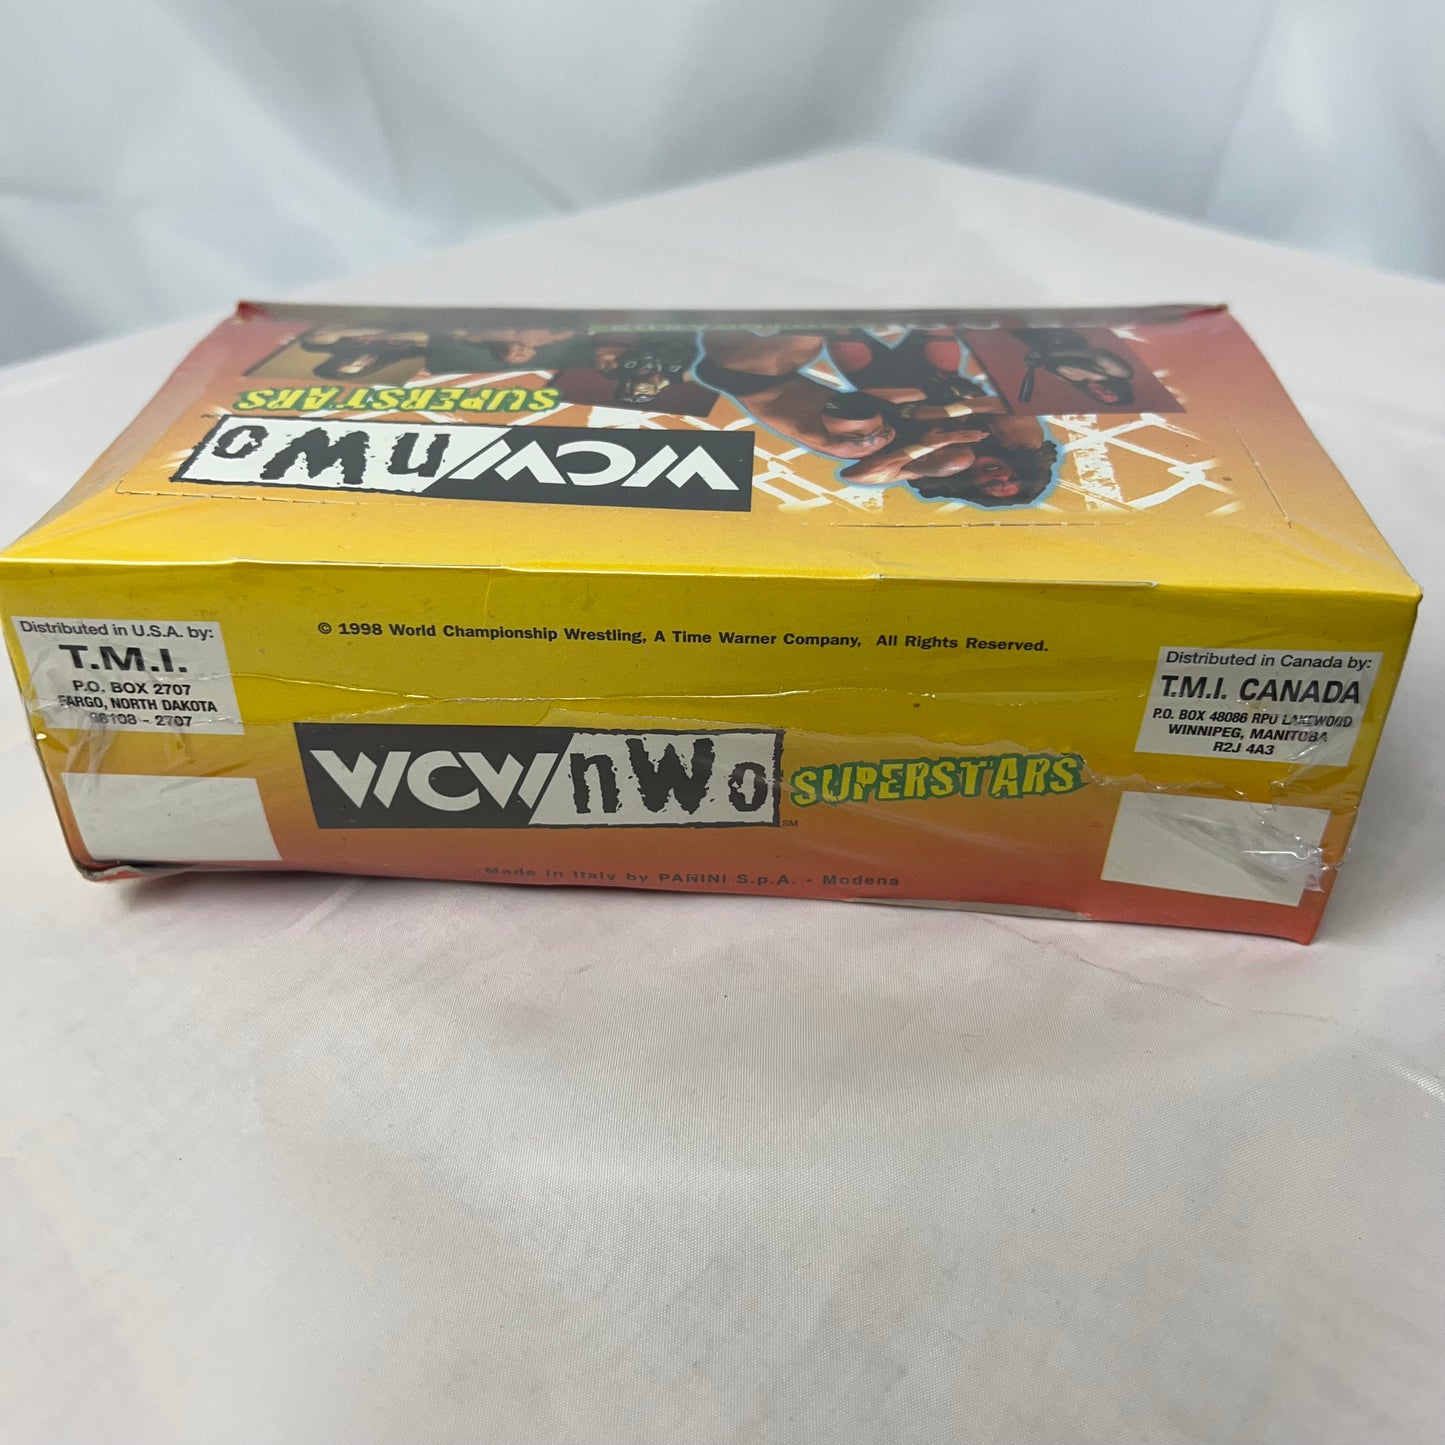 SUPERSTARS
WCW/nWo
Distributed in U.S.A. by:
T.M.I.
P.O. BOX 2707
FARGO, NORTH DAKOTA
58108 - 2707
© 1998 World Championship Wrestling, A Time Warner Company, All Rights Reserved.
Distributed in Canada by:
T.M.I. CANADA
P.O. BOX 48086 RPO LAKEWOOD
WINNIPEG, MANITOBA
R2J 4A3
WCW/nWo SUPERSTARS
SM
Made in Italy by PANINI S.p.A. - Modena